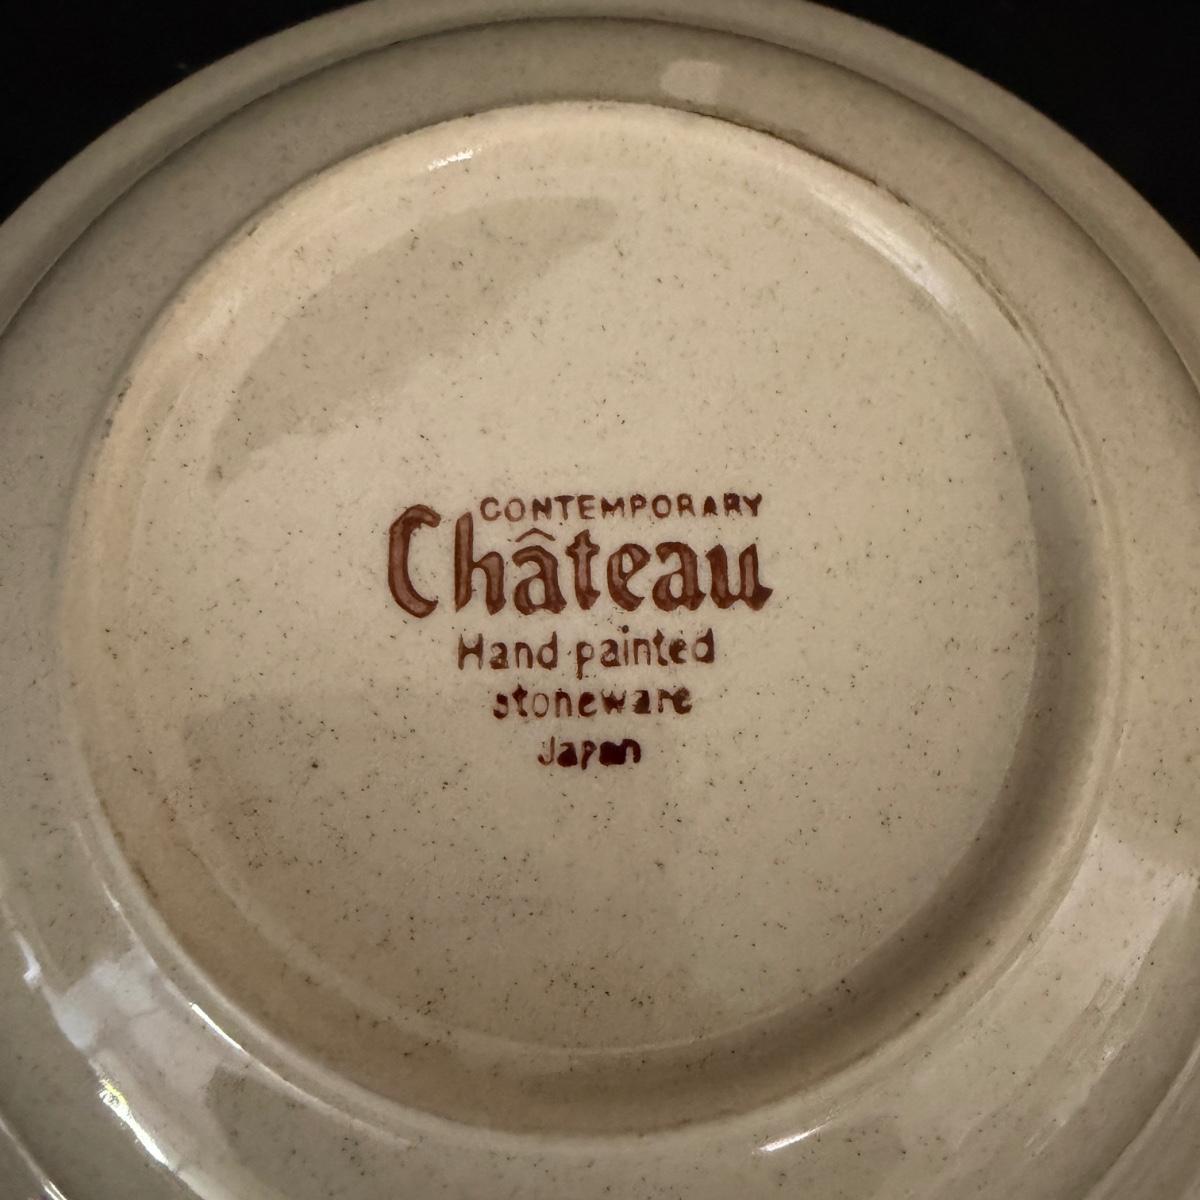 CONTEMPORARY
Château
Hand painted
stoneware
Japan